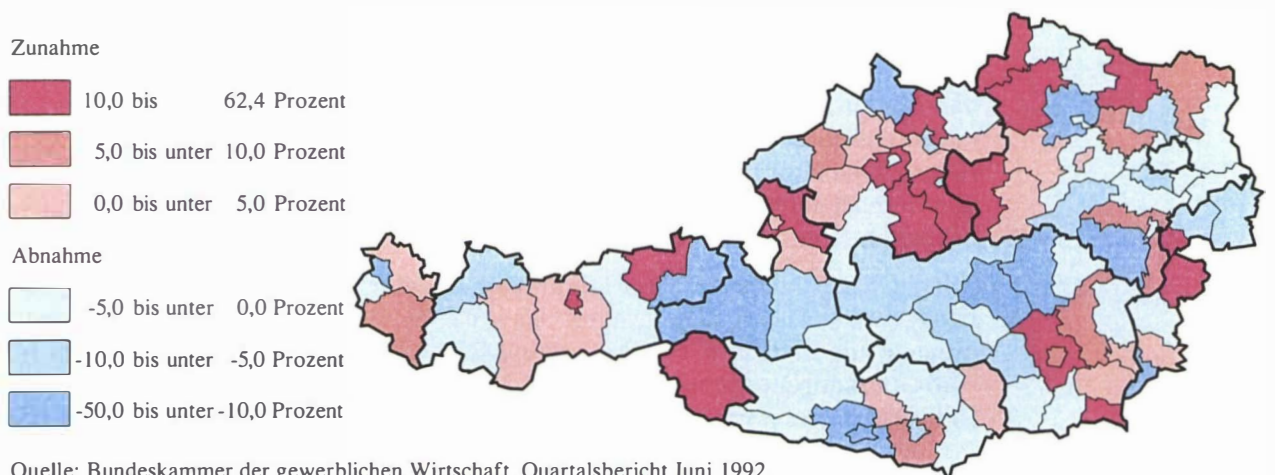 Zunahme
10,0 bis 62,4 Prozent
5,0 bis unter 10,0 Prozent
0,0 bis unter 5,0 Prozent
Abnahme
-5,0 bis unter 0,0 Prozent
-10,0 bis unter -5,0 Prozent
-50,0 bis unter -10,0 Prozent
Quelle: Bundeskammer der gewerblichen Wirtschaft, Quartalsbericht Juni 1992